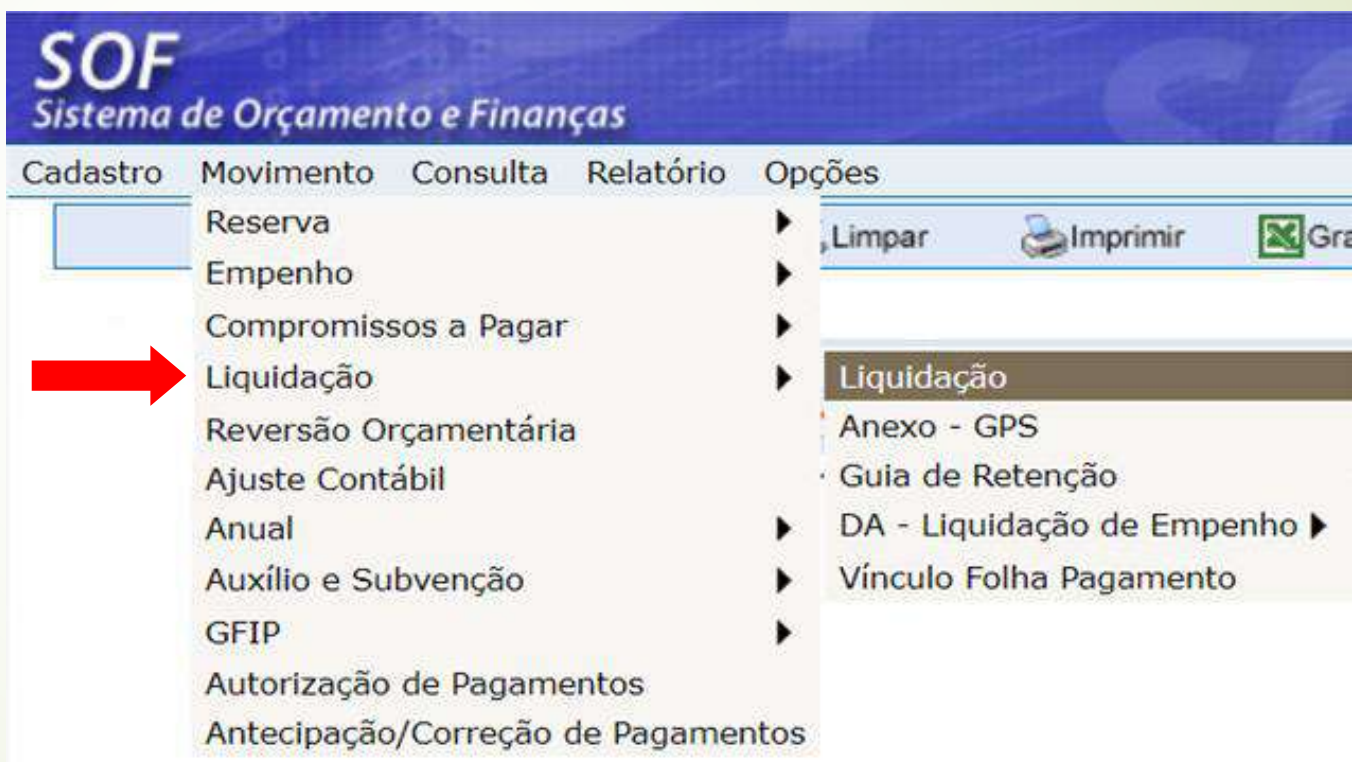 SOF
Sistema de Orçamento e Finanças
Cadastro Movimento Consulta Relatório Opções
Limpar Imprimir
Reserva
Empenho
Compromissos a Pagar
Liquidação
Reversão Orçamentária
Ajuste Contábil
Anual
Auxílio e Subvenção
GFIP
Autorização de Pagamentos
Antecipação/Correção de Pagamentos
Liquidação
Anexo - GPS
Guia de Retenção
DA - Liquidação de Empenho
Vínculo Folha Pagamento